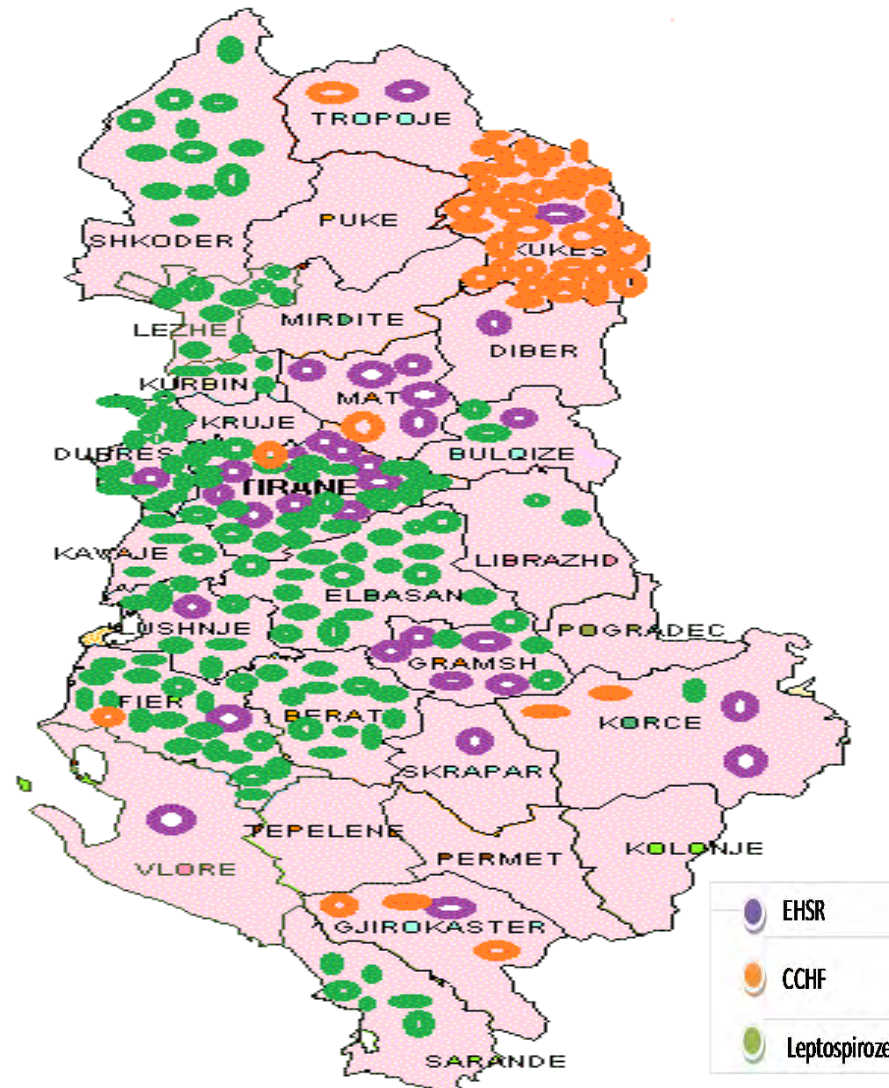 TROPOJE
PUKE
SHKODER
KUKES
MIRDITE
LEZHE
DIBER
KURBIN
MAT
KRUJE
BULQIZE
DURRES
TIRANE
KAVAJE
LIBRAZHD
ELBASAN
LUSHNJE
POGRADEC
GRAMSH
FIER
BERAT
KORCE
SKRAPAR
TEPELENE
PERMET
KOLONJE
VLORE
GJIROKASTER
SARANDE
EHSR
CCHF
Leptospiroze